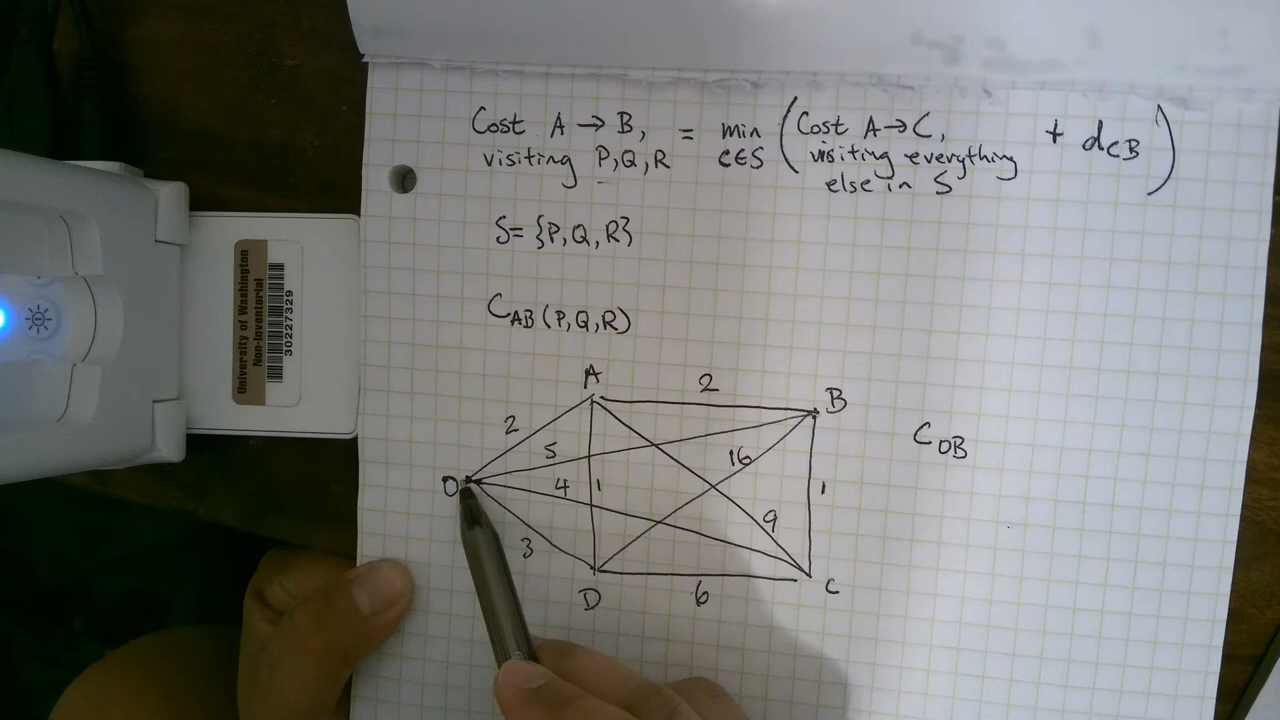 Cost A → B, = min ( Cost A→C, + dCB )
visiting P,Q,R C∈S visiting everything
else in S
S= {P,Q,R}
CAB(P,Q,R)
A 2 B
2
5 16 COB
O 4 1 1
3 9
D 6 C
University of Washington
Non-Inventorial
30227329